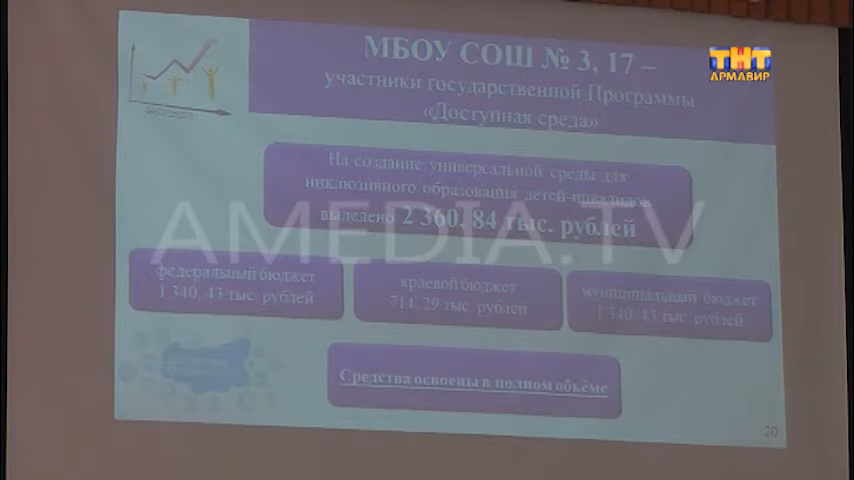 МБОУ СОШ № 3, 17 –
участники государственной Программы
«Доступная среда»
ТНТ
АРМАВИР
На создание универсальной среды для
инклюзивного образования детей-инвалидов
выделено 2 360, 84 тыс. рублей
AMEDIA.TV
федеральный бюджет
1 340, 43 тыс. рублей
краевой бюджет
714, 29 тыс. рублей
муниципальный бюджет
1 340, 43 тыс. рублей
Средства освоены в полном объёме
20